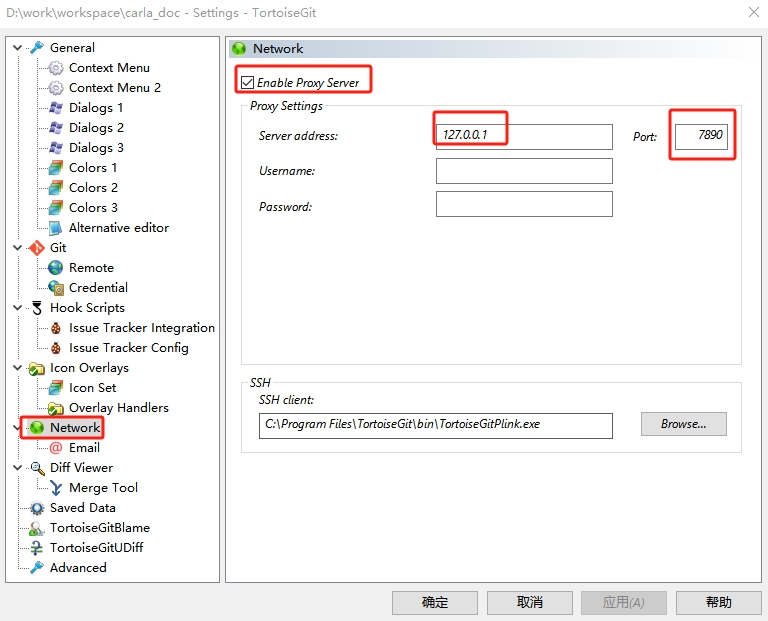 D:\work\workspace\carla_doc - Settings - TortoiseGit
General
Context Menu
Context Menu 2
Dialogs 1
Dialogs 2
Dialogs 3
Colors 1
Colors 2
Colors 3
Alternative editor
Git
Remote
Credential
Hook Scripts
Issue Tracker Integration
Issue Tracker Config
Icon Overlays
Icon Set
Overlay Handlers
Network
Email
Diff Viewer
Merge Tool
Saved Data
TortoiseGitBlame
TortoiseGitUDiff
Advanced
Network
Enable Proxy Server
Proxy Settings
Server address: 127.0.0.1 Port: 7890
Username:
Password:
SSH
SSH client:
C:\Program Files\TortoiseGit\bin\TortoiseGitPlink.exe Browse...
确定 取消 应用(A) 帮助